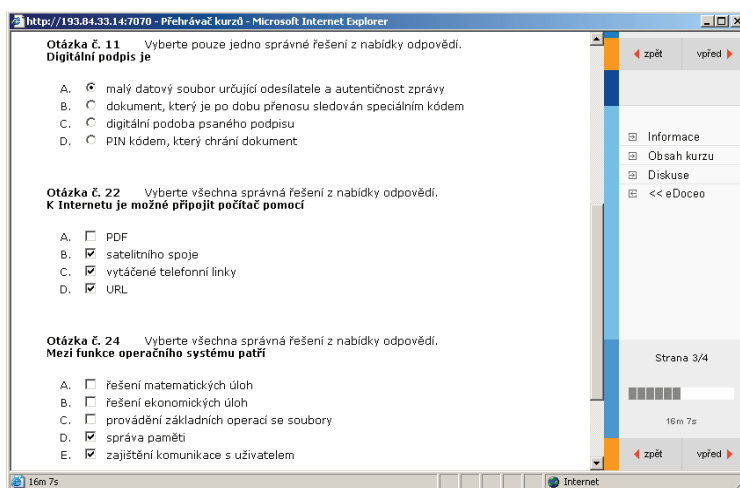 http://193.84.33.14:7070 - Přehrávač kurzů - Microsoft Internet Explorer
Otázka č. 11 Vyberte pouze jedno správné řešení z nabídky odpovědí.
Digitální podpis je
A. malý datový soubor určující odesílatele a autentičnost zprávy
B. dokument, který je po dobu přenosu sledován speciálním kódem
C. digitální podoba psaného podpisu
D. PIN kódem, který chrání dokument
Otázka č. 22 Vyberte všechna správná řešení z nabídky odpovědí.
K Internetu je možné připojit počítač pomocí
A. PDF
B. satelitního spoje
C. vytáčené telefonní linky
D. URL
Otázka č. 24 Vyberte všechna správná řešení z nabídky odpovědí.
Mezi funkce operačního systému patří
A. řešení matematických úloh
B. řešení ekonomických úloh
C. provádění základních operací se soubory
D. správa paměti
E. zajištění komunikace s uživatelem
zpět vpřed
Informace
Obsah kurzu
Diskuse
<< eDoceo
Strana 3/4
16m 7s
zpět vpřed
16m 7s Internet